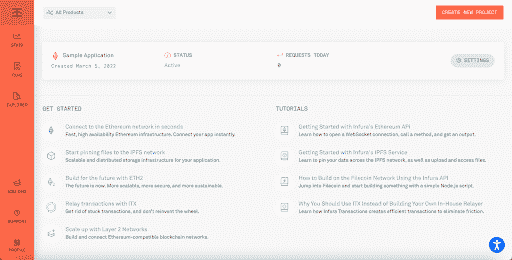 All Products
CREATE NEW PROJECT
STATS
DOCS
EXPLORER
Sample Application
Created March 5, 2022
STATUS
Active
REQUESTS TODAY
0
SETTINGS
GET STARTED
Connect to the Ethereum network in seconds
Fast, high availability Ethereum infrastructure. Connect your app instantly.
Start pinning files to the IPFS network
Scalable and distributed storage infrastructure for your application.
Build for the future with ETH2
The future is now. More scalable, more secure, and more sustainable.
Relay transactions with ITX
Get rid of stuck transactions, and don't reinvent the wheel.
Scale up with Layer 2 Networks
Build and connect Ethereum-compatible blockchain networks.
TUTORIALS
Getting Started with Infura's Ethereum API
Learn how to open a WebSocket connection, call a method, and get an output.
Getting Started with Infura's IPFS Service
Learn to pin your data across the IPFS network, as well as upload and access files.
How to Build on the Filecoin Network Using the Infura API
Jump into Filecoin and start building something with a simple Node.js script.
Why You Should Use ITX Instead of Building Your Own In-House Relayer
Learn how Infura Transactions creates efficient transactions to eliminate friction.
SUPPORT
PROFILE